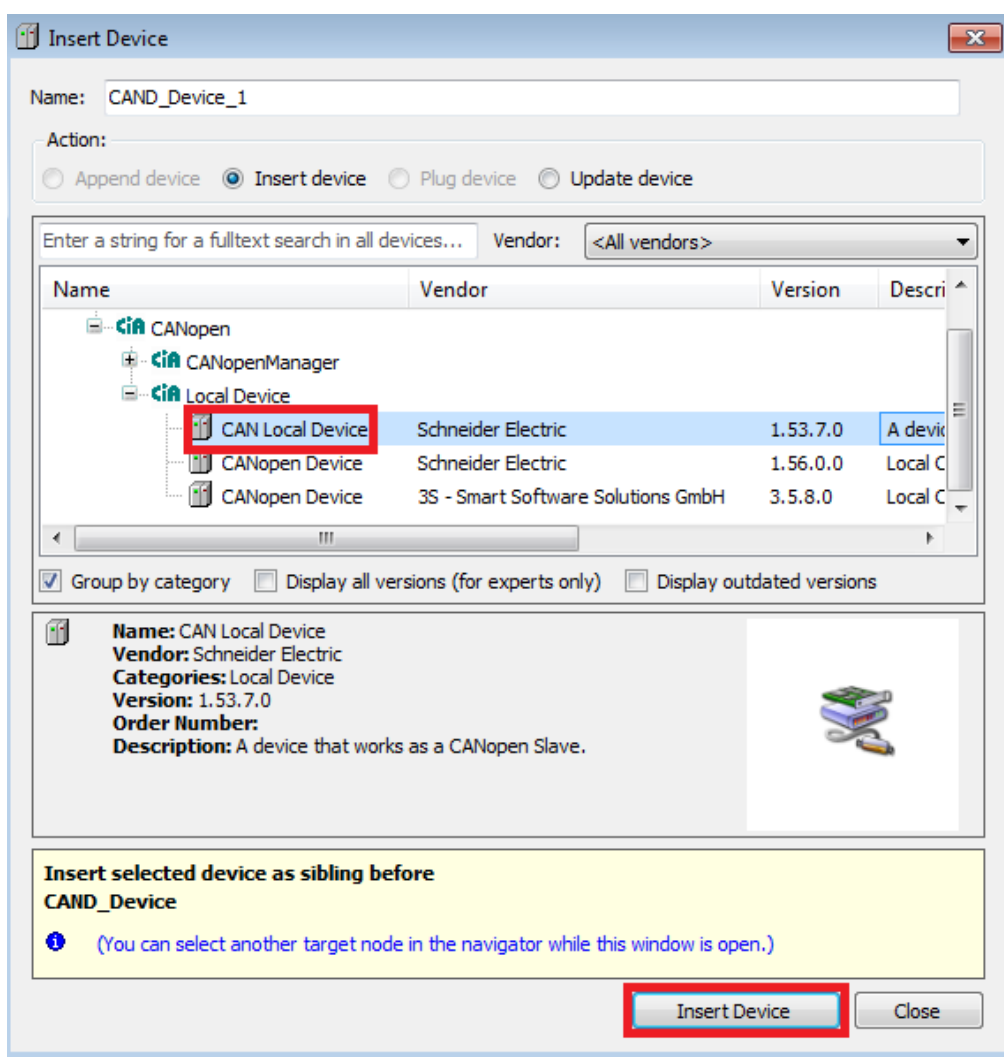 Insert Device
Name: CAND_Device_1
Action:
Append device Insert device Plug device Update device
Enter a string for a fulltext search in all devices... Vendor: <All vendors>
Name Vendor Version Descri
CiA CANopen
CiA CANopenManager
CiA Local Device
CAN Local Device Schneider Electric 1.53.7.0 A devic
CANopen Device Schneider Electric 1.56.0.0 Local C
CANopen Device 3S - Smart Software Solutions GmbH 3.5.8.0 Local C
Group by category Display all versions (for experts only) Display outdated versions
Name: CAN Local Device
Vendor: Schneider Electric
Categories: Local Device
Version: 1.53.7.0
Order Number:
Description: A device that works as a CANopen Slave.
Insert selected device as sibling before
CAND_Device
(You can select another target node in the navigator while this window is open.)
Insert Device Close